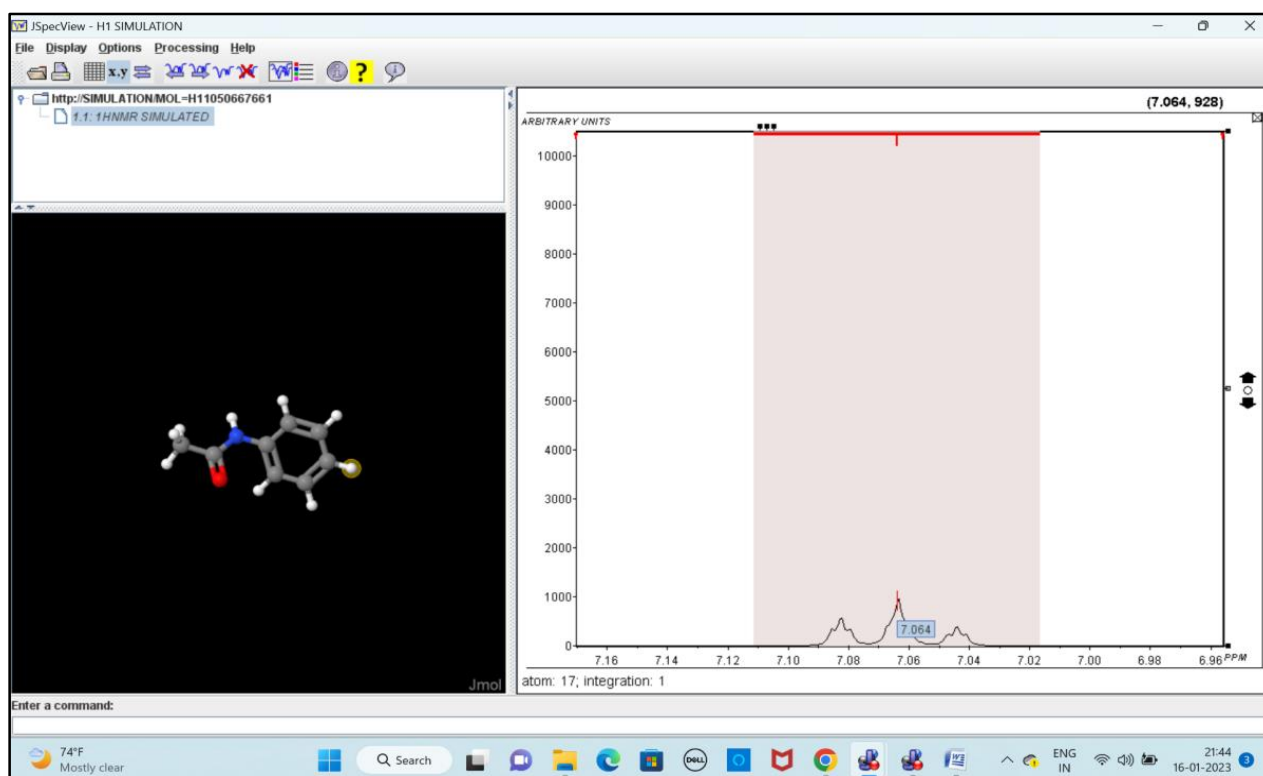 JSpecView - H1 SIMULATION
File Display Options Processing Help
x,y
http://SIMULATION/MOL=H11050667661
1.1: 1HNMR SIMULATED
(7.064, 928)
ARBITRARY UNITS
10000
9000
8000
7000
6000
5000
4000
3000
2000
1000
0
7.064
7.16 7.14 7.12 7.10 7.08 7.06 7.04 7.02 7.00 6.98 6.96 PPM
Jmol
atom: 17; integration: 1
Enter a command:
74°F
Mostly clear
Search
DELL
ENG
IN
21:44
16-01-2023
3